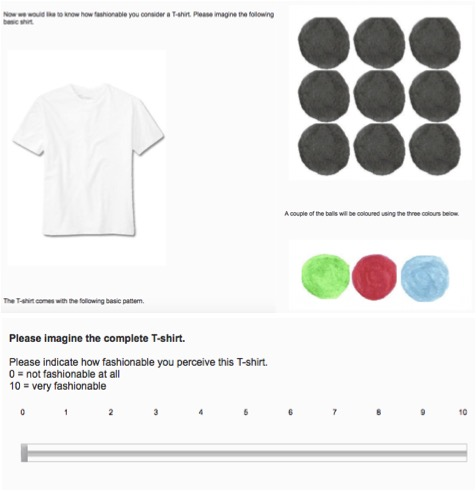 Now we would like to know how fashionable you consider a T-shirt. Please imagine the following
basic shirt.
The T-shirt comes with the following basic pattern.
A couple of the balls will be coloured using the three colours below.
Please imagine the complete T-shirt.
Please indicate how fashionable you perceive this T-shirt.
0 = not fashionable at all
10 = very fashionable
0 1 2 3 4 5 6 7 8 9 10